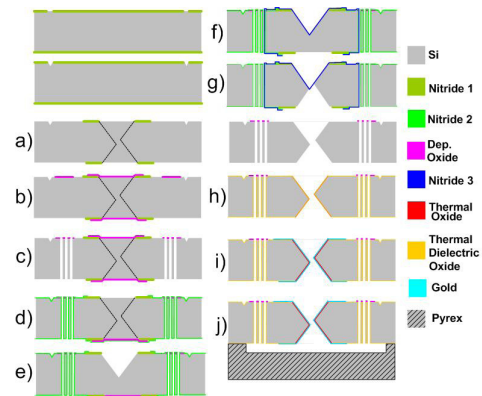 a)
b)
c)
d)
e)
f)
g)
h)
i)
j)
Si
Nitride 1
Nitride 2
Dep.
Oxide
Nitride 3
Thermal
Oxide
Thermal
Dielectric
Oxide
Gold
Pyrex